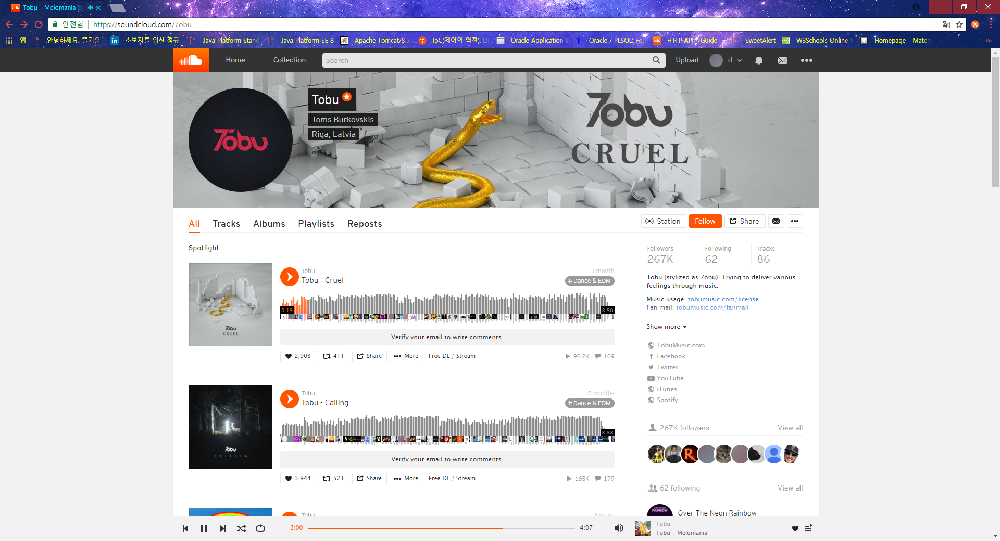 Tobu - Melomania b
안전함 https://soundcloud.com/7obu
앱 안녕하세요. 즐거운 초보자를 위한 정규 Java Platform Stand Java Platform SE 8 Apache Tomcat/8.5 IoC(제어의 역전), D Oracle Application Oracle / PLSQL: HTTP API - Guide SweetAlert W3Schools Online Homepage - Materi
Home Collection Search Upload d
Tobu
Toms Burkovskis
Riga, Latvia
7obu
7obu
CRUEL
All Tracks Albums Playlists Reposts Station Follow Share
Spotlight
Followers Following Tracks
267K 62 86
Tobu (stylized as 7obu). Trying to deliver various
feelings through music.
Music usage: tobumusic.com/license
Fan mail: tobumusic.com/fanmail
Show more
TobuMusic.com
Facebook
Twitter
YouTube
iTunes
Spotify
267K followers View all
62 following View all
Over The Neon Rainbow
7obu
CRUEL
Tobu 1 month
Tobu - Cruel # Dance & EDM
0:19 3:50
Verify your email to write comments.
2,903 411 Share More Free DL / Stream 90.2K 109
7obu
CALLING
Tobu 5 months
Tobu - Calling # Dance & EDM
3:38
Verify your email to write comments.
3,944 521 Share More Free DL / Stream 165K 179
Tobu 3 years
3:00 4:07
Tobu
Tobu - Melomania